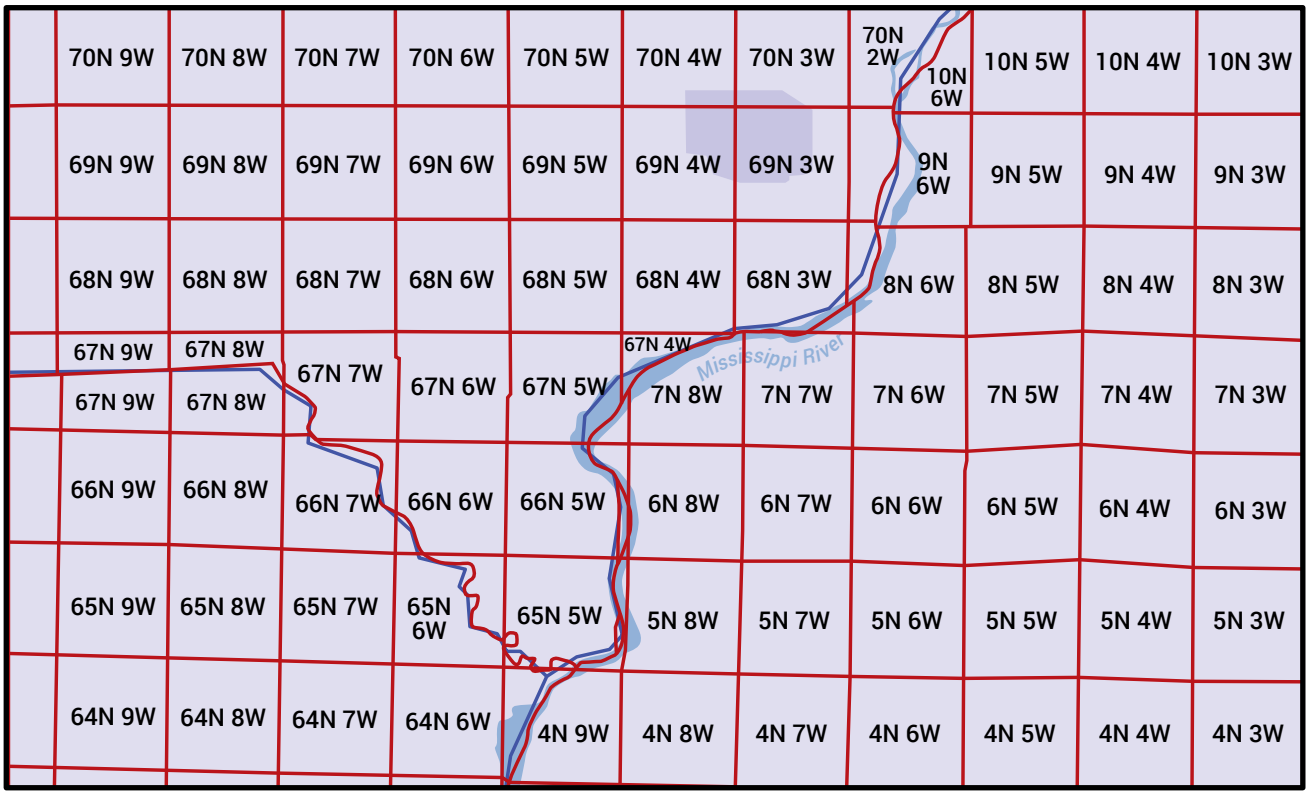 70N 9W
70N 8W
70N 7W
70N 6W
70N 5W
70N 4W
70N 3W
70N
2W
10N
6W
10N 5W
10N 4W
10N 3W
69N 9W
69N 8W
69N 7W
69N 6W
69N 5W
69N 4W
69N 3W
9N
6W
9N 5W
9N 4W
9N 3W
68N 9W
68N 8W
68N 7W
68N 6W
68N 5W
68N 4W
68N 3W
8N 6W
8N 5W
8N 4W
8N 3W
67N 9W
67N 8W
67N 7W
67N 6W
67N 5W
67N 4W
Mississippi River
67N 9W
67N 8W
7N 8W
7N 7W
7N 6W
7N 5W
7N 4W
7N 3W
66N 9W
66N 8W
66N 7W
66N 6W
66N 5W
6N 8W
6N 7W
6N 6W
6N 5W
6N 4W
6N 3W
65N 9W
65N 8W
65N 7W
65N
6W
65N 5W
5N 8W
5N 7W
5N 6W
5N 5W
5N 4W
5N 3W
64N 9W
64N 8W
64N 7W
64N 6W
4N 9W
4N 8W
4N 7W
4N 6W
4N 5W
4N 4W
4N 3W